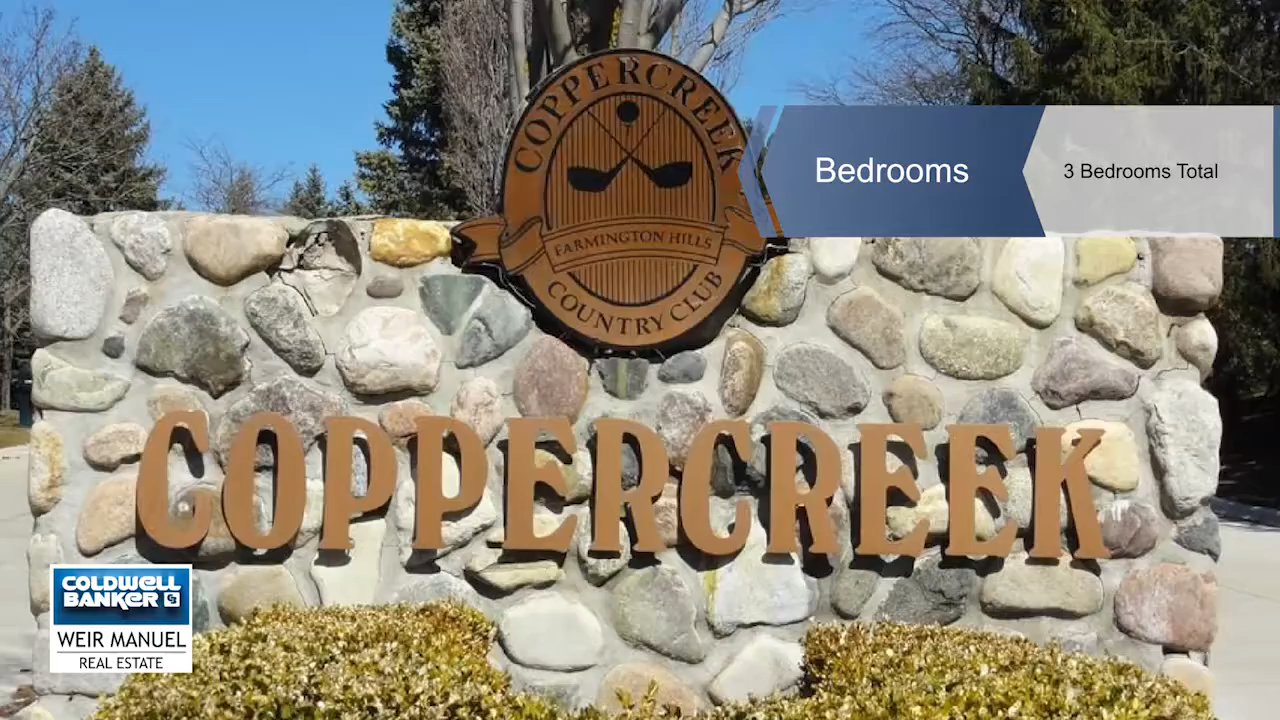 COPPERCREEK
FARMINGTON HILLS
COUNTRY CLUB
Bedrooms
3 Bedrooms Total
COPPERCREEK
COLDWELL
BANKER
WEIR MANUEL
REAL ESTATE